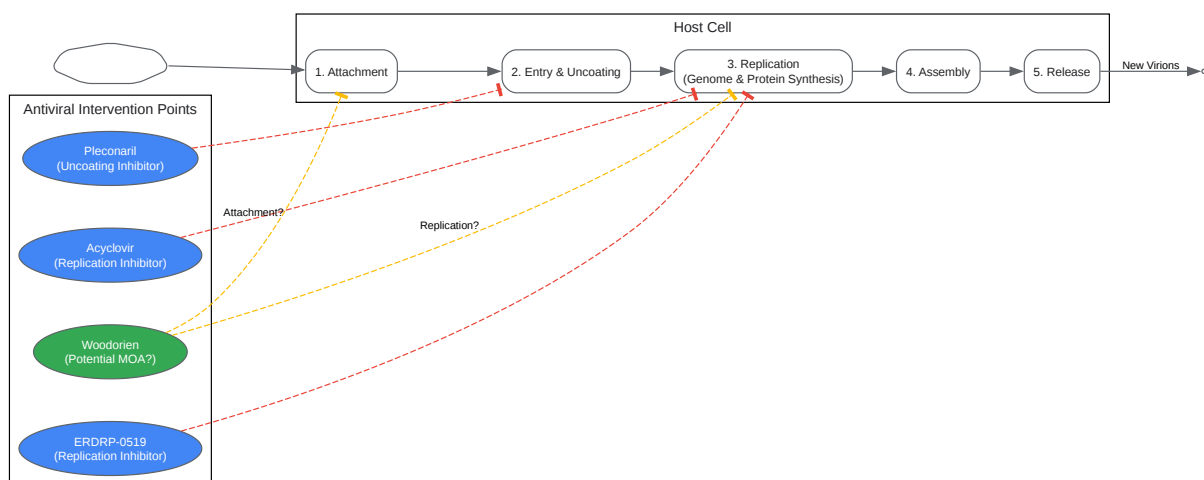 Host Cell
1. Attachment
2. Entry & Uncoating
3. Replication
(Genome & Protein Synthesis)
4. Assembly
5. Release
New Virions
Antiviral Intervention Points
Pleconaril
(Uncoating Inhibitor)
Acyclovir
(Replication Inhibitor)
Woodorien
(Potential MOA?)
ERDRP-0519
(Replication Inhibitor)
Attachment?
Replication?